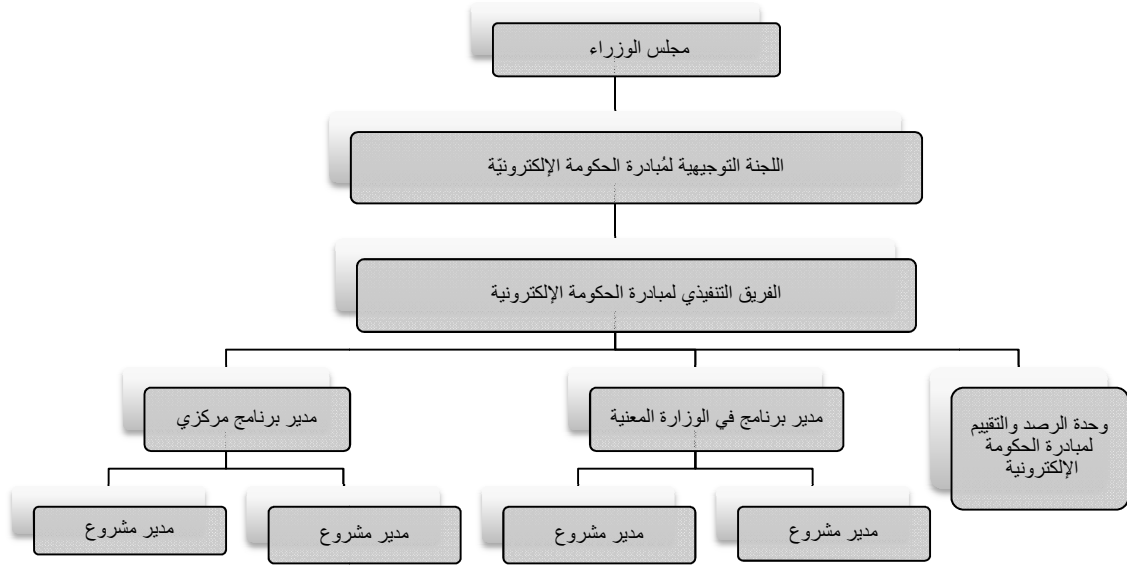 مجلس الوزراء
اللجنة التوجيهية لمُبادرة الحكومة الإلكترونيّة
الفريق التنفيذي لمبادرة الحكومة الإلكترونية
وحدة الرصد والتقييم
لمبادرة الحكومة
الإلكترونية
مدير برنامج في الوزارة المعنية
مدير برنامج مركزي
مدير مشروع
مدير مشروع
مدير مشروع
مدير مشروع